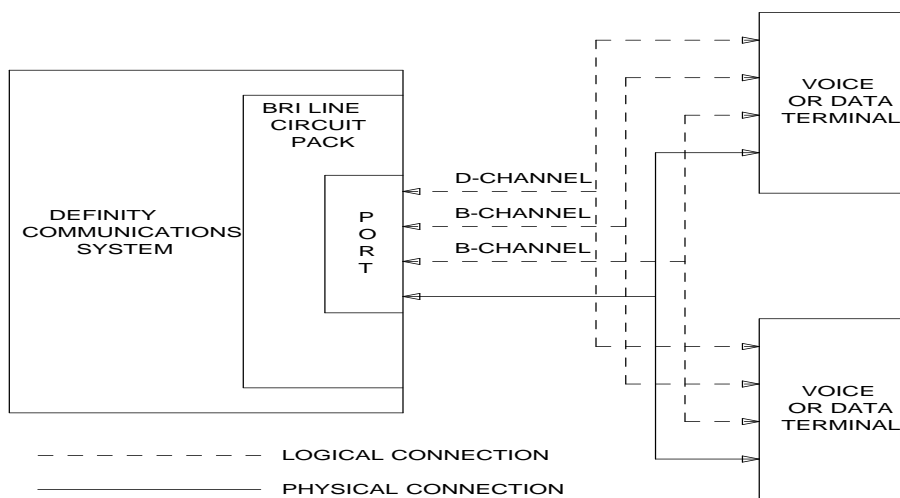 BRI LINE
CIRCUIT
PACK
DEFINITY
COMMUNICATIONS
SYSTEM
P
O
R
T
D-CHANNEL
B-CHANNEL
B-CHANNEL
VOICE
OR DATA
TERMINAL
VOICE
OR DATA
TERMINAL
LOGICAL CONNECTION
PHYSICAL CONNECTION